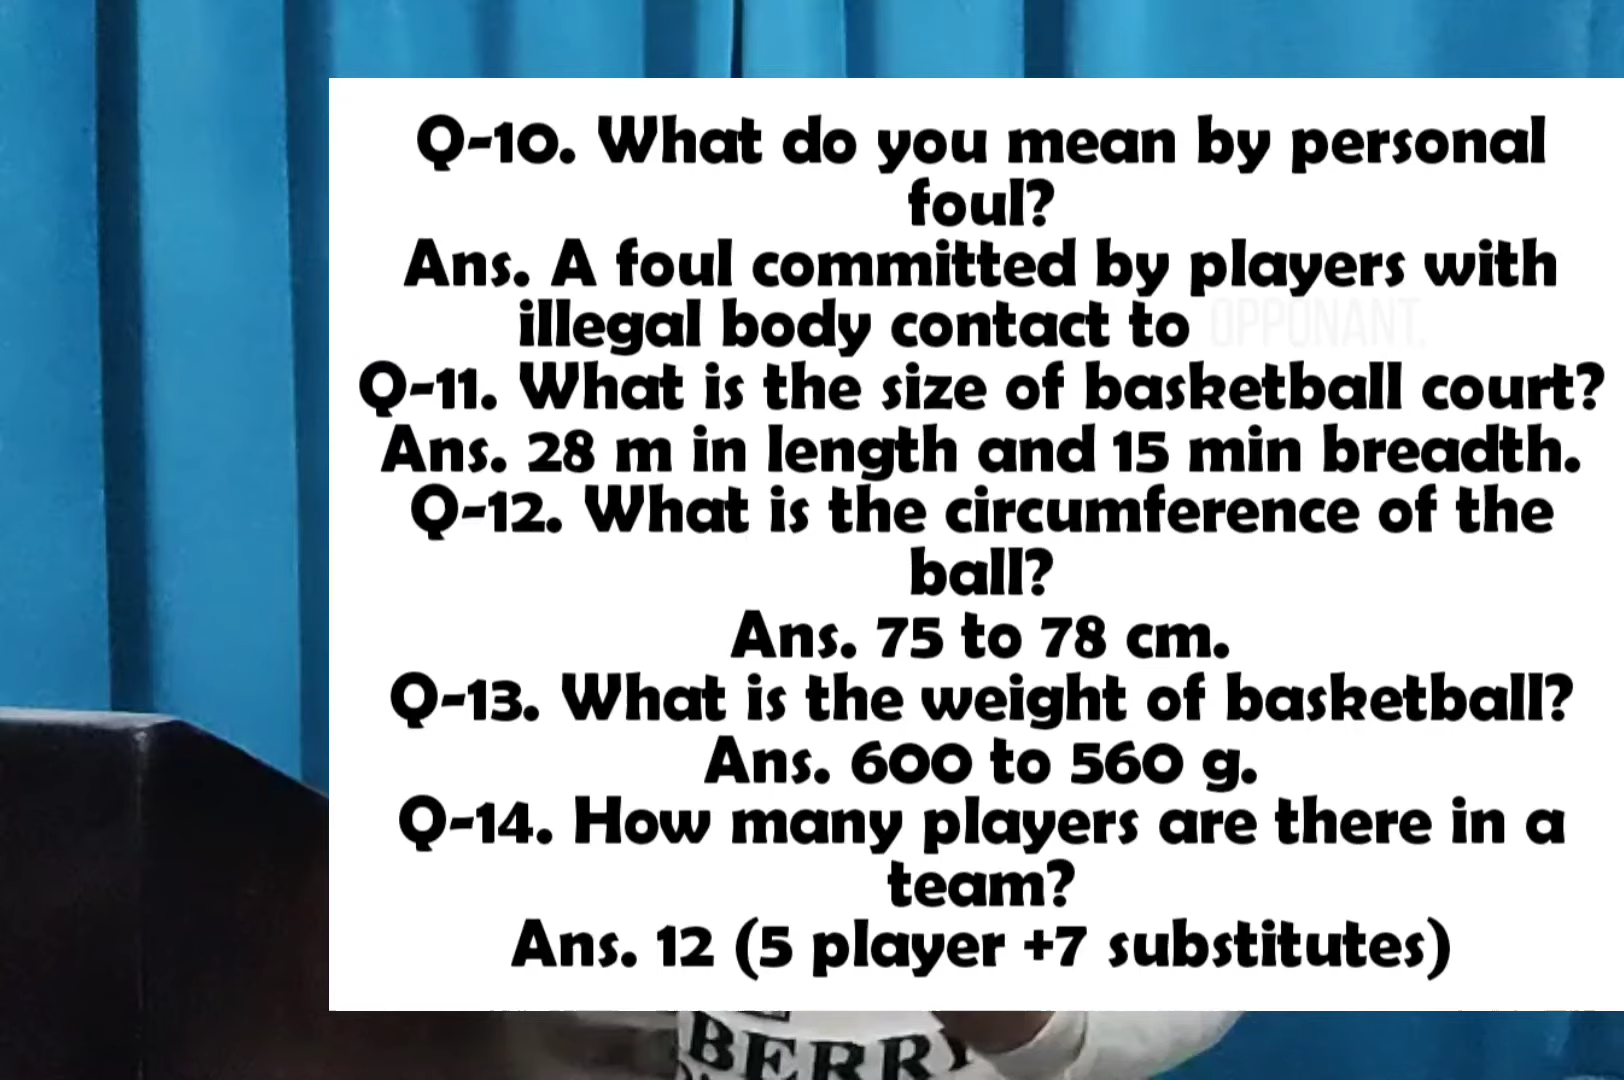 Q-10. What do you mean by personal
foul?
Ans. A foul committed by players with
illegal body contact to OPPONANT.
Q-11. What is the size of basketball court?
Ans. 28 m in length and 15 min breadth.
Q-12. What is the circumference of the
ball?
Ans. 75 to 78 cm.
Q-13. What is the weight of basketball?
Ans. 600 to 560 g.
Q-14. How many players are there in a
team?
Ans. 12 (5 player +7 substitutes)
BERRY